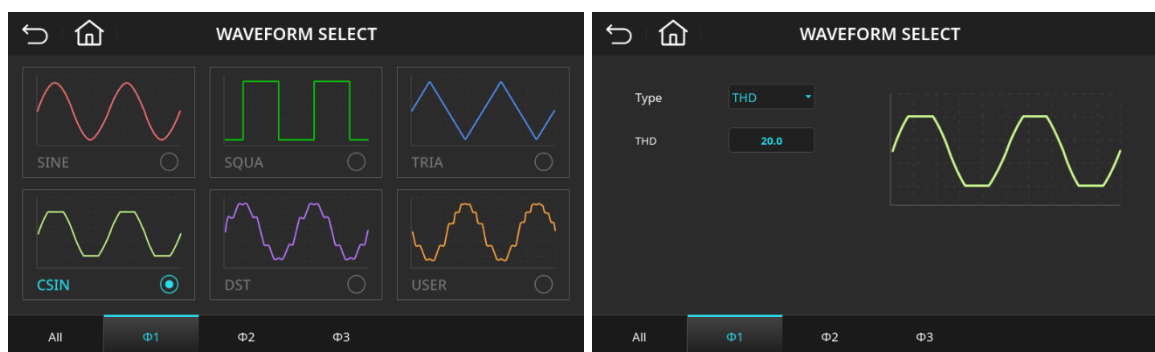 WAVEFORM SELECT
SINE
SQUA
TRIA
CSIN
DST
USER
All
Φ1
Φ2
Φ3
WAVEFORM SELECT
Type
THD
THD
20.0
All
Φ1
Φ2
Φ3